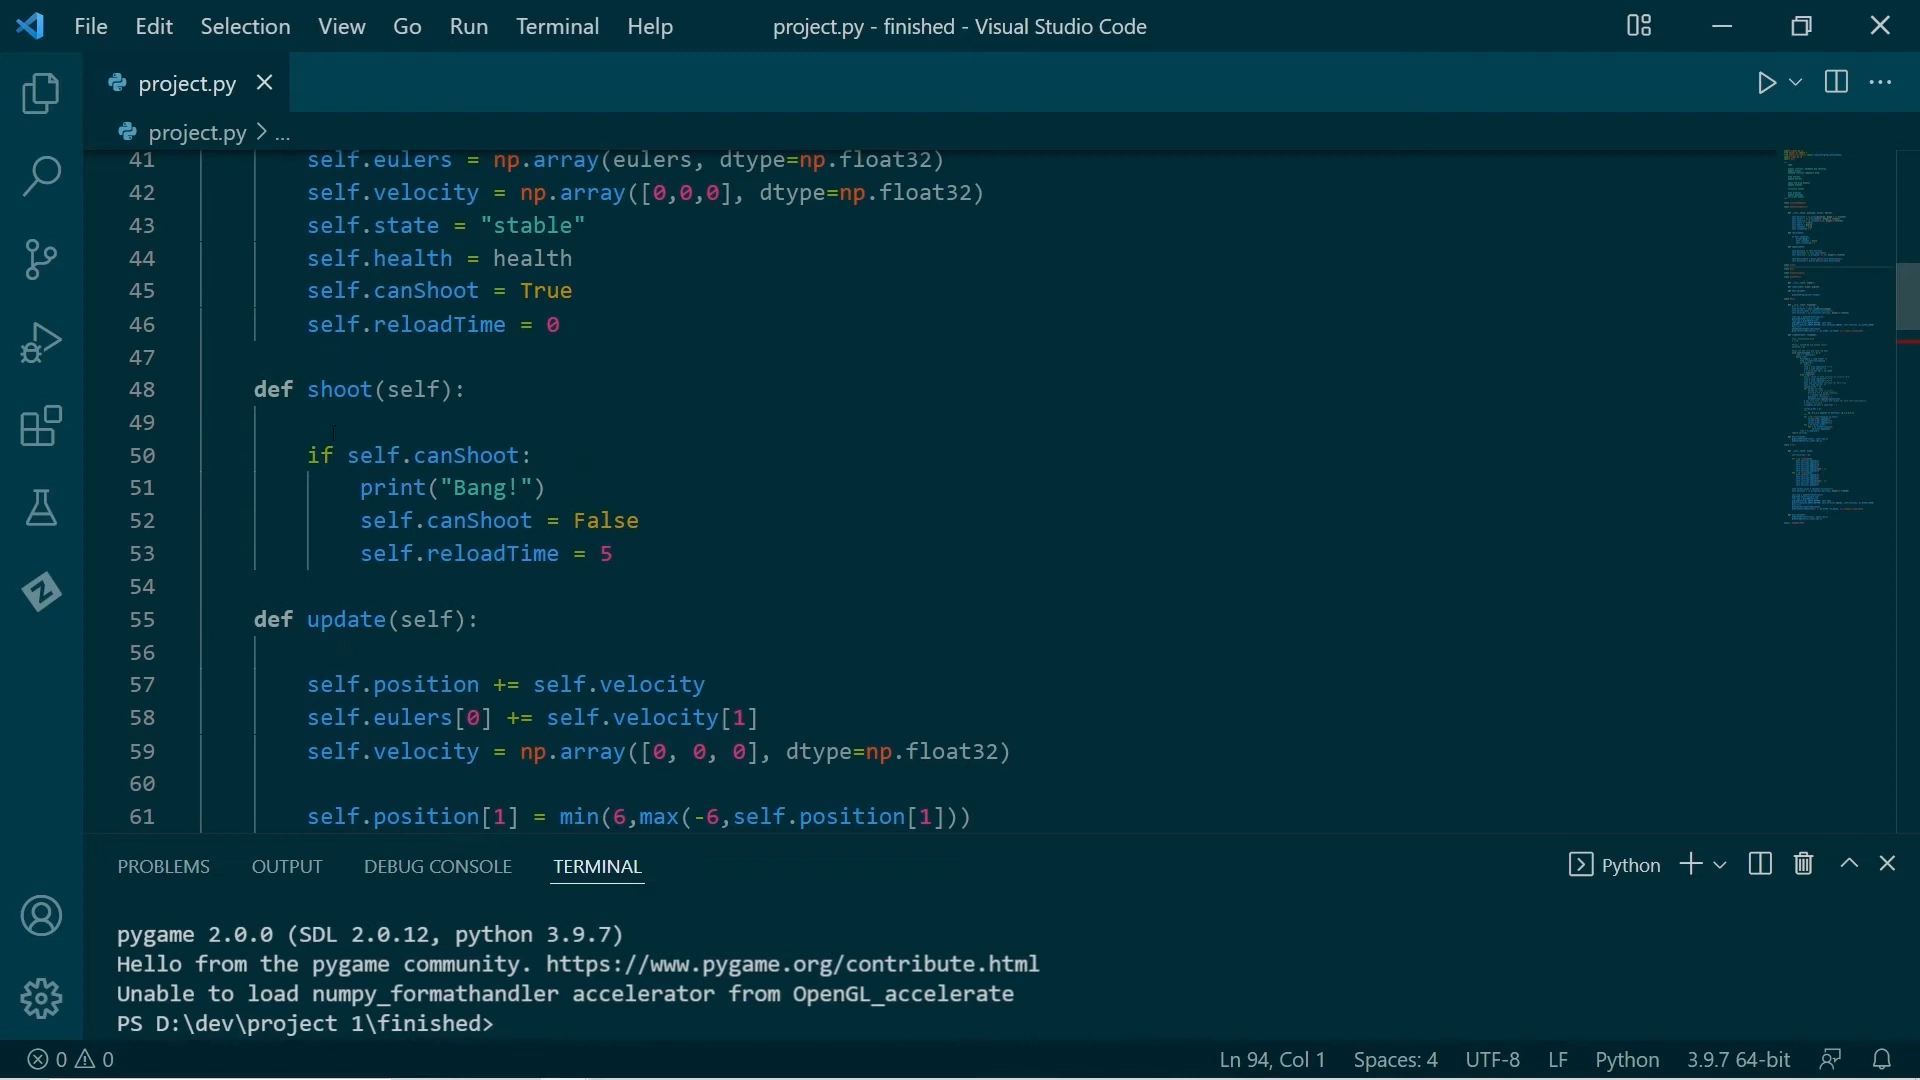 File Edit Selection View Go Run Terminal Help project.py - finished - Visual Studio Code
project.py
project.py > ...
41 self.eulers = np.array(eulers, dtype=np.float32)
42 self.velocity = np.array([0,0,0], dtype=np.float32)
43 self.state = "stable"
44 self.health = health
45 self.canShoot = True
46 self.reloadTime = 0
47
48 def shoot(self):
49
50 if self.canShoot:
51 print("Bang!")
52 self.canShoot = False
53 self.reloadTime = 5
54
55 def update(self):
56
57 self.position += self.velocity
58 self.eulers[0] += self.velocity[1]
59 self.velocity = np.array([0, 0, 0], dtype=np.float32)
60
61 self.position[1] = min(6,max(-6,self.position[1]))
PROBLEMS OUTPUT DEBUG CONSOLE TERMINAL Python
pygame 2.0.0 (SDL 2.0.12, python 3.9.7)
Hello from the pygame community. https://www.pygame.org/contribute.html
Unable to load numpy_formathandler accelerator from OpenGL_accelerate
PS D:\dev\project 1\finished>
0 0 Ln 94, Col 1 Spaces: 4 UTF-8 LF Python 3.9.7 64-bit